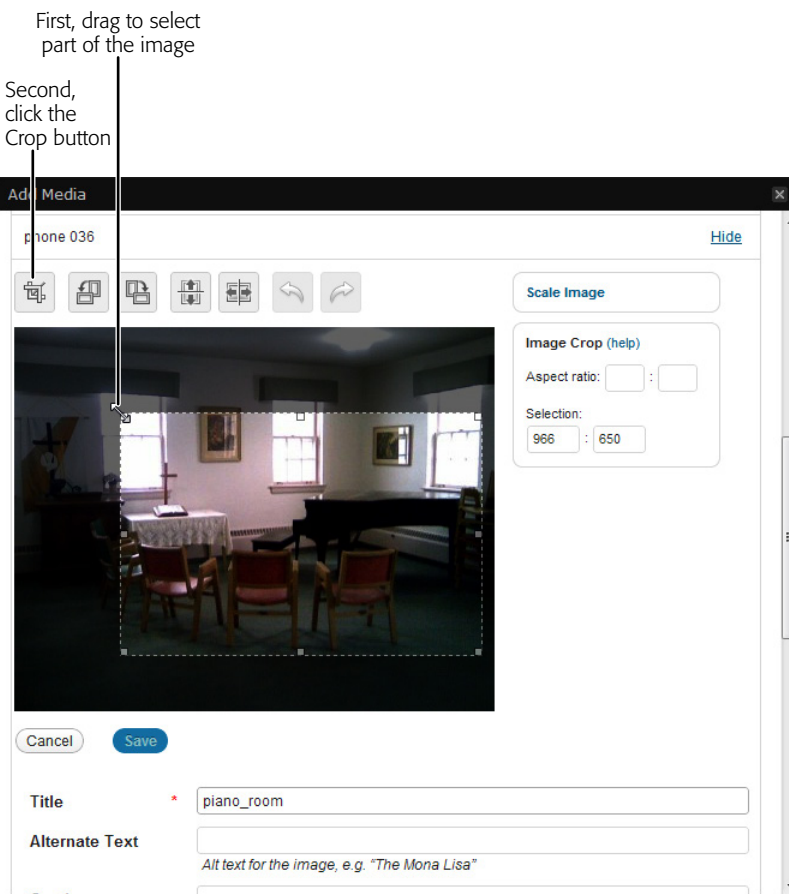 First, drag to select
part of the image
Second,
click the
Crop button
Add Media
phone 036
Hide
Scale Image
Image Crop (help)
Aspect ratio: :
Selection:
966 : 650
Cancel
Save
Title * piano_room
Alternate Text
Alt text for the image, e.g. “The Mona Lisa”